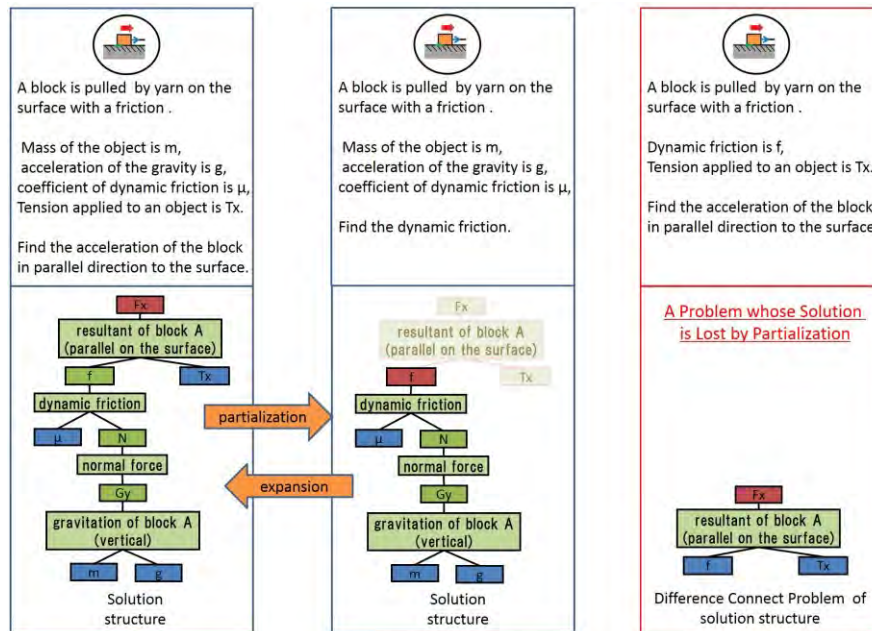 A block is pulled by yarn on the
surface with a friction .
Mass of the object is m,
acceleration of the gravity is g,
coefficient of dynamic friction is μ,
Tension applied to an object is Tx.
Find the acceleration of the block
in parallel direction to the surface.
Fx
resultant of block A
(parallel on the surface)
f
Tx
dynamic friction
μ
N
normal force
Gy
gravitation of block A
(vertical)
m
g
Solution
structure
partialization
expansion
A block is pulled by yarn on the
surface with a friction .
Mass of the object is m,
acceleration of the gravity is g,
coefficient of dynamic friction is μ,
Find the dynamic friction.
Fx
resultant of block A
(parallel on the surface)
f
Tx
dynamic friction
μ
N
normal force
Gy
gravitation of block A
(vertical)
m
g
Solution
structure
A block is pulled by yarn on the
surface with a friction .
Dynamic friction is f,
Tension applied to an object is Tx.
Find the acceleration of the block
in parallel direction to the surface
A Problem whose Solution
is Lost by Partialization
Fx
resultant of block A
(parallel on the surface)
f
Tx
Difference Connect Problem of
solution structure